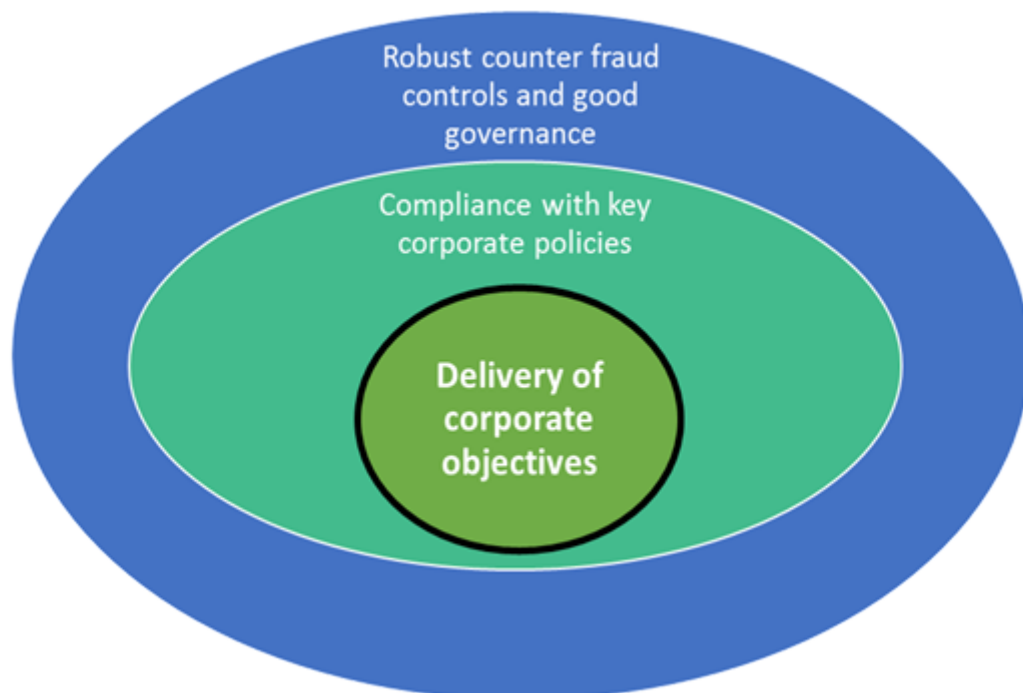 Robust counter fraud
controls and good
governance
Compliance with key
corporate policies
Delivery of
corporate
objectives